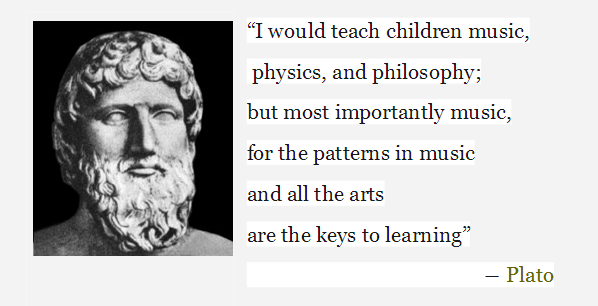 “I would teach children music,
physics, and philosophy;
but most importantly music,
for the patterns in music
and all the arts
are the keys to learning”
― Plato